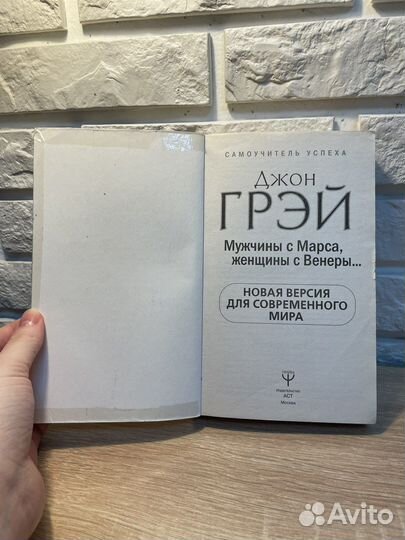 САМОУЧИТЕЛЬ УСПЕХА
Джон
ГРЭЙ
Мужчины с Марса,
женщины с Венеры...
НОВАЯ ВЕРСИЯ
ДЛЯ СОВРЕМЕННОГО
МИРА
Издательство
АСТ
Москва
Avito